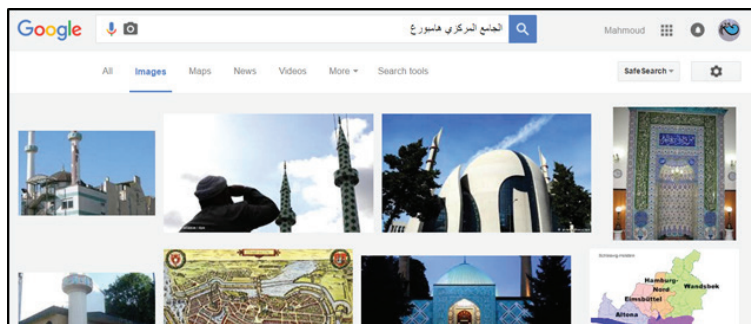 Google
الجامع المركزي هامبورغ
Mahmoud
All Images Maps News Videos More Search tools
SafeSearch
Hamburg-
Nord
Wandsbek
Eimsbüttel
Altona